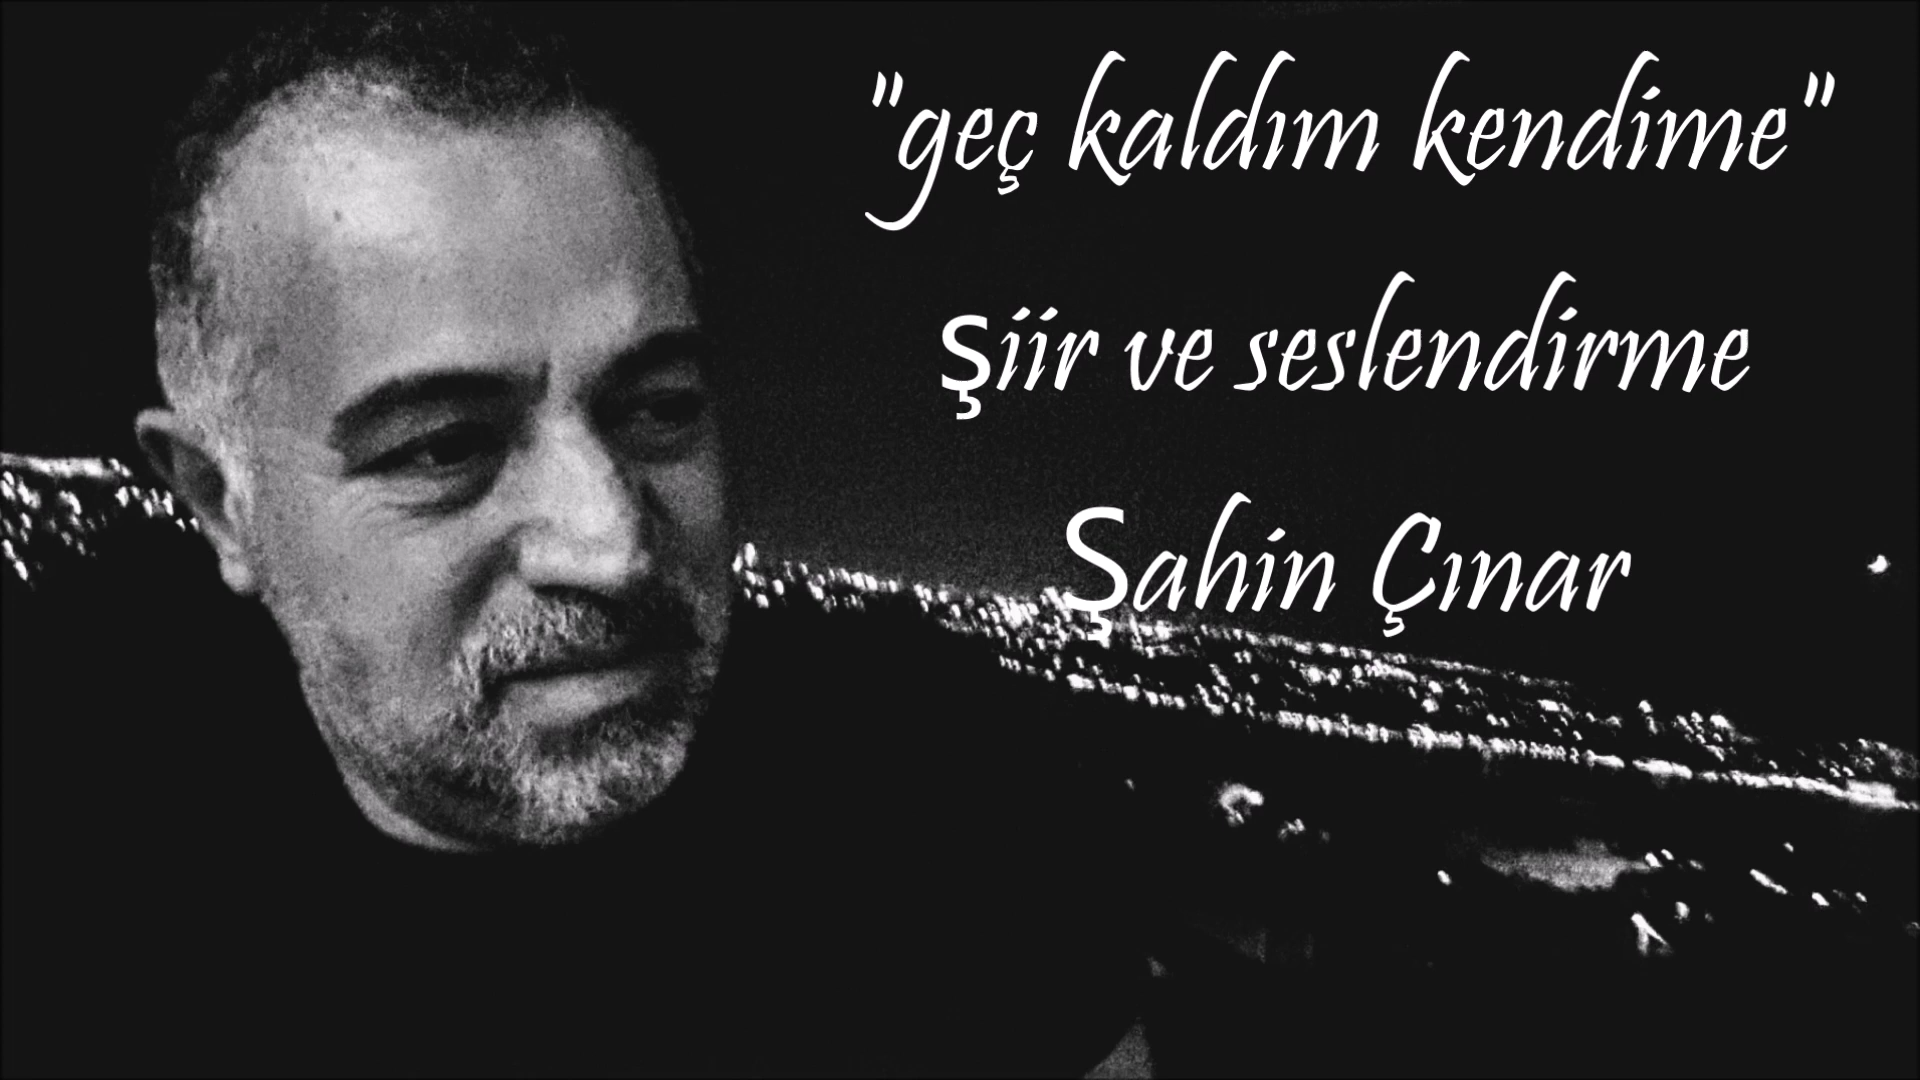 "geç kaldım kendime"
şiir ve seslendirme
Şahin Çınar